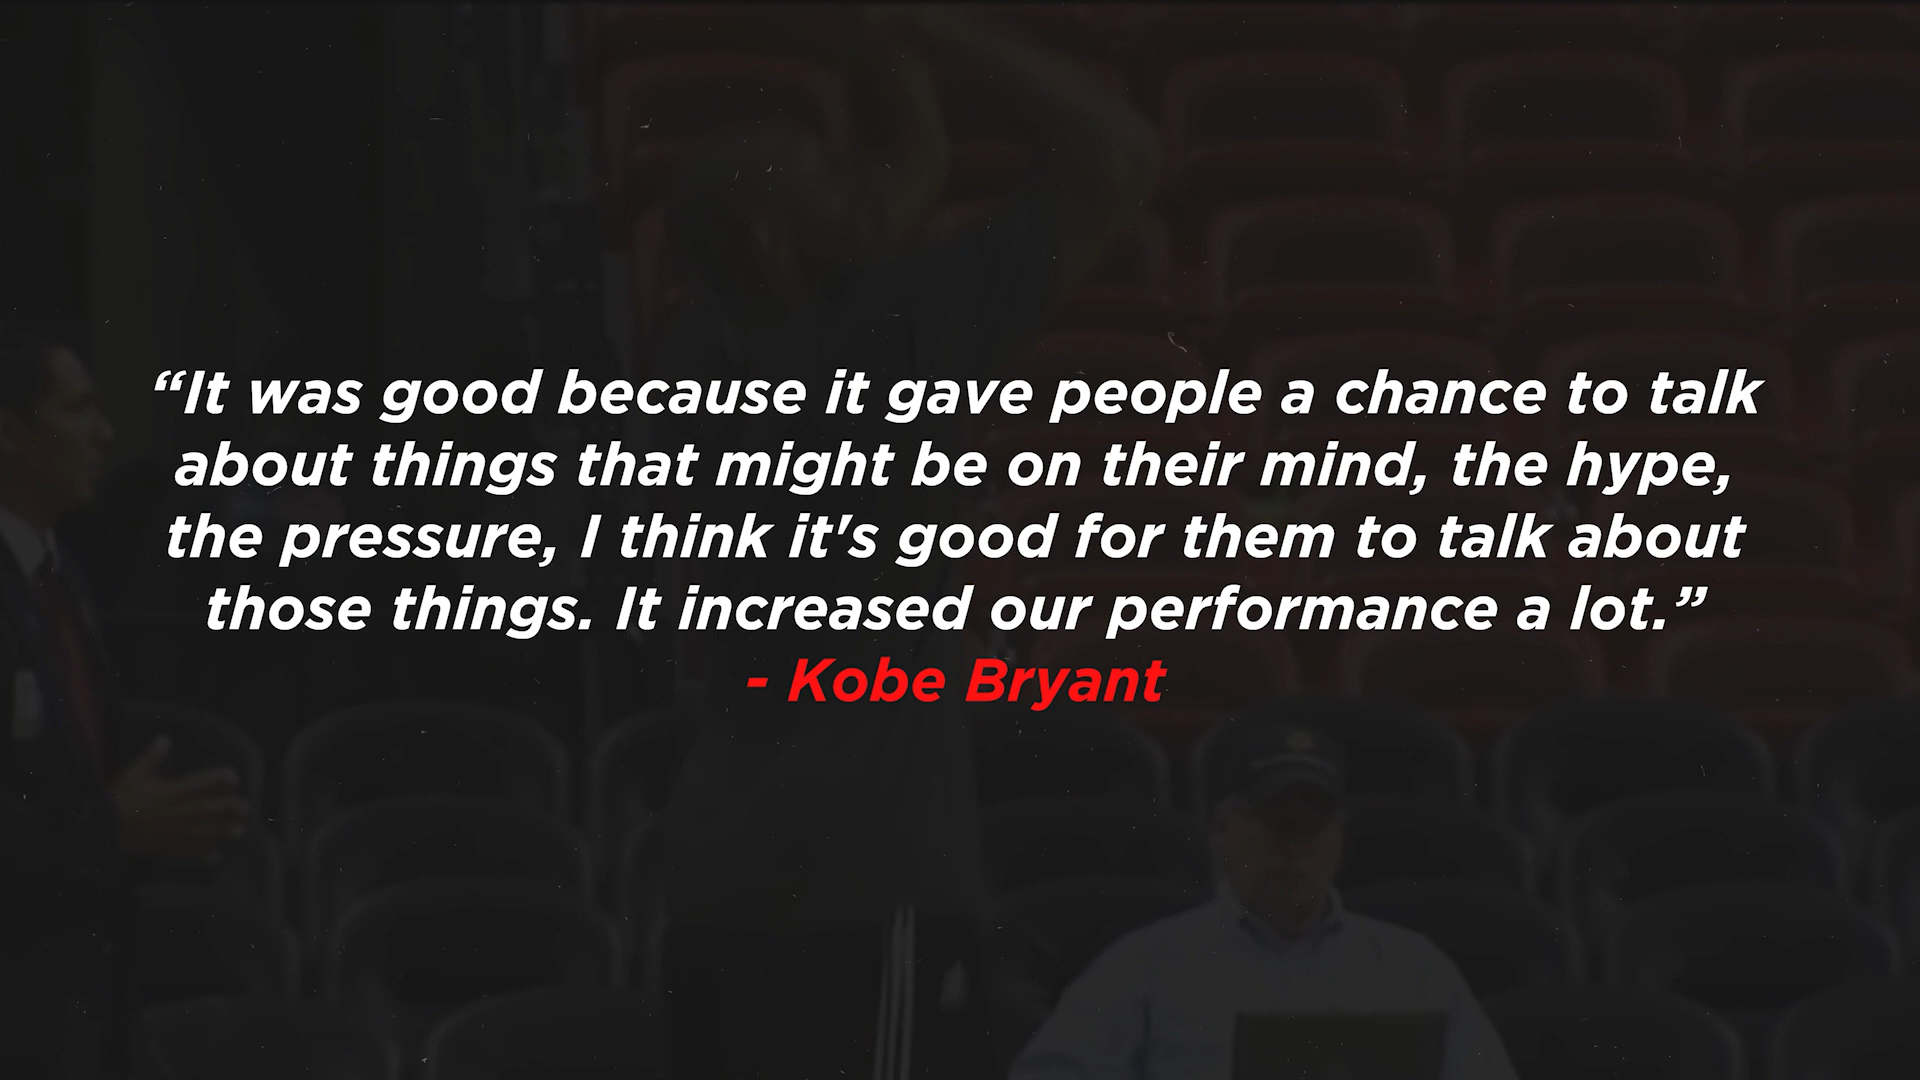 “It was good because it gave people a chance to talk
about things that might be on their mind, the hype,
the pressure, I think it's good for them to talk about
those things. It increased our performance a lot.”
- Kobe Bryant